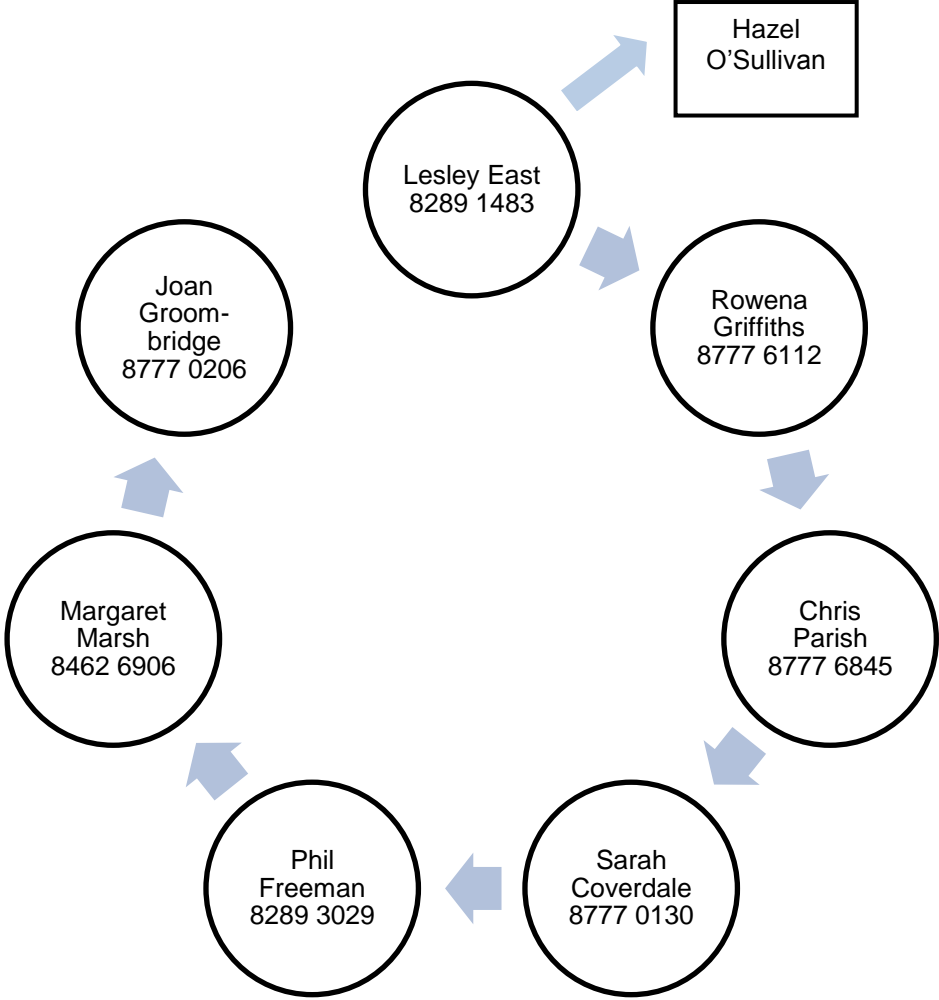 Hazel
O'Sullivan
Lesley East
8289 1483
Rowena
Griffiths
8777 6112
Chris
Parish
8777 6845
Sarah
Coverdale
8777 0130
Phil
Freeman
8289 3029
Margaret
Marsh
8462 6906
Joan
Groom-
bridge
8777 0206